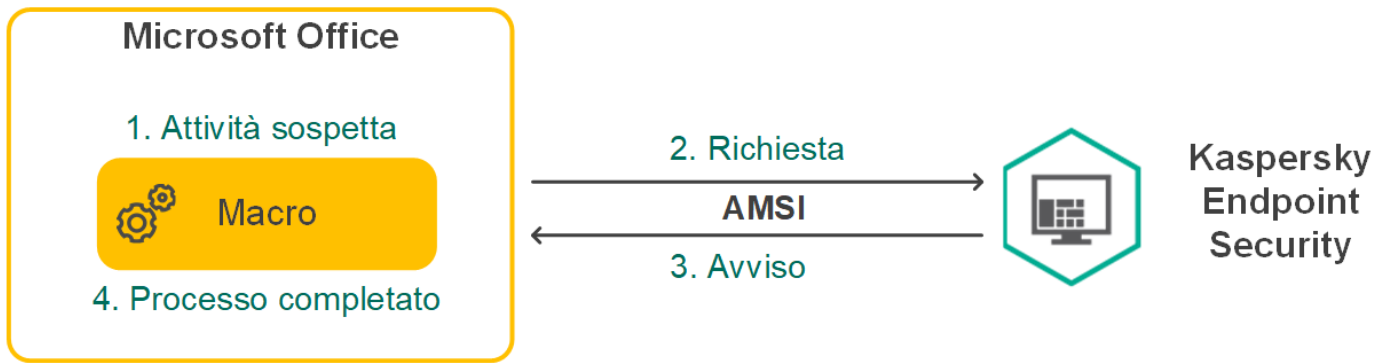 Microsoft Office
1. Attività sospetta
Macro
4. Processo completato
2. Richiesta
AMSI
3. Avviso
Kaspersky
Endpoint
Security